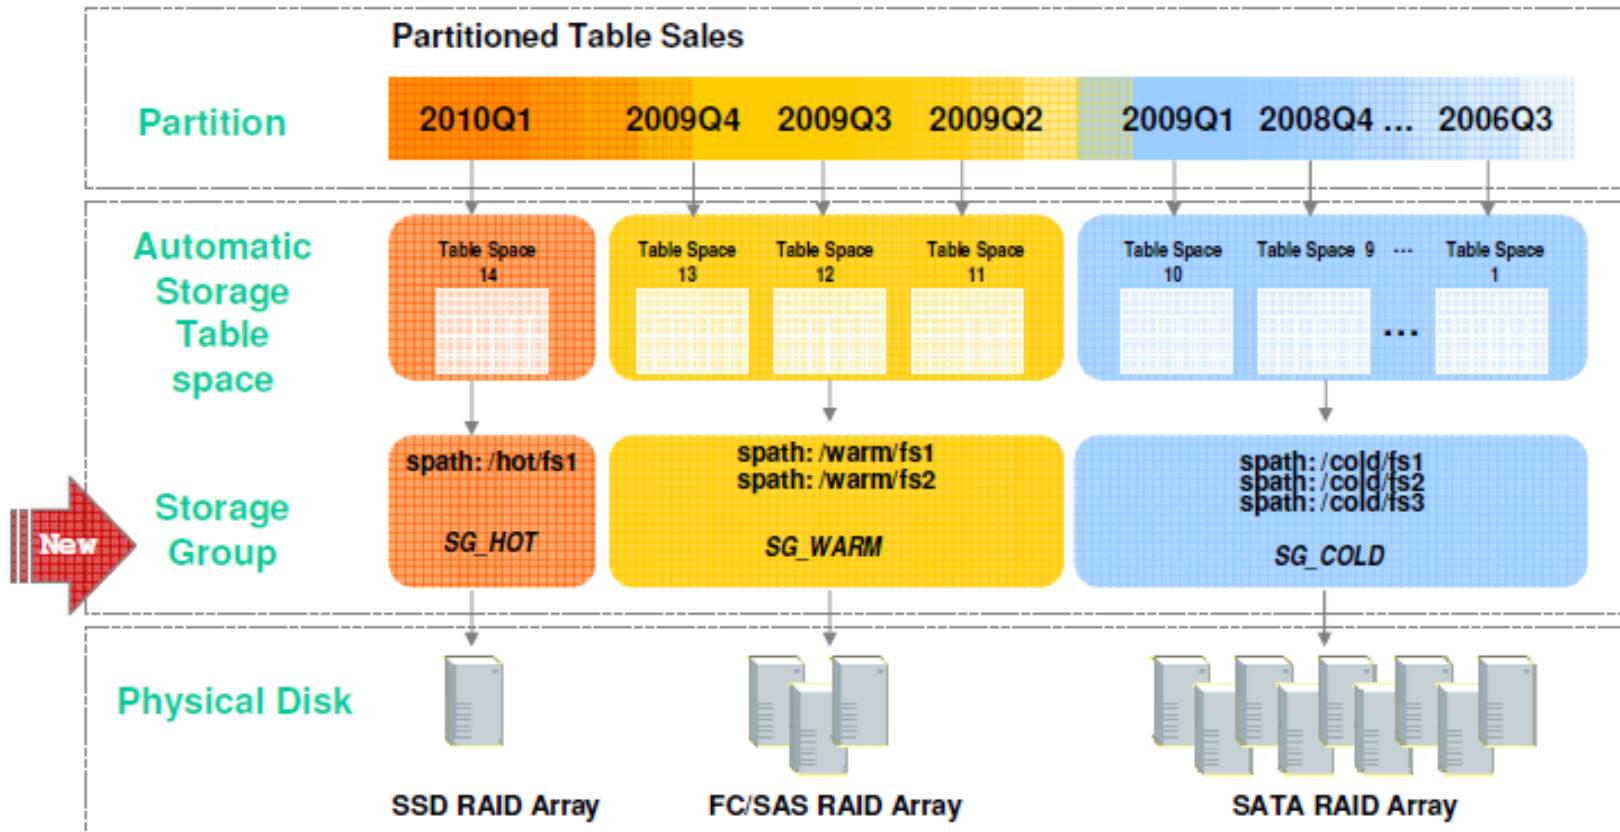 Partitioned Table Sales
Partition
2010Q1 2009Q4 2009Q3 2009Q2 2009Q1 2008Q4 ... 2006Q3
Automatic
Storage
Table
space
Table Space
14
Table Space
13
Table Space
12
Table Space
11
Table Space
10
Table Space 9 ...
Table Space
1
...
New
Storage
Group
spath: /hot/fs1
SG_HOT
spath: /warm/fs1
spath: /warm/fs2
SG_WARM
spath: /cold/fs1
spath: /cold/fs2
spath: /cold/fs3
SG_COLD
Physical Disk
SSD RAID Array
FC/SAS RAID Array
SATA RAID Array